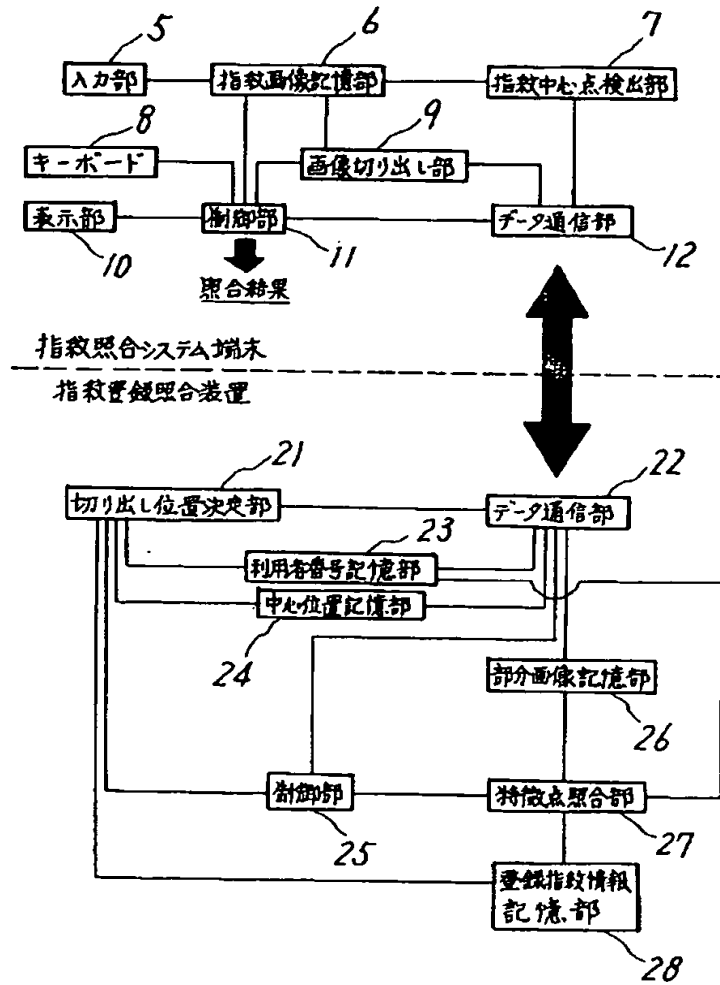 5
6
7
入力部
指紋画像記憶部
指紋中心点検出部
8
9
キーボード
画像切り出し部
表示部
制御部
データ通信部
10
11
12
照合結果
指紋照合システム端末
指紋登録照合装置
21
22
切り出し位置決定部
データ通信部
23
利用者番号記憶部
中心位置記憶部
24
部分画像記憶部
26
制御部
特徴点照合部
25
27
登録指紋情報
記憶部
28